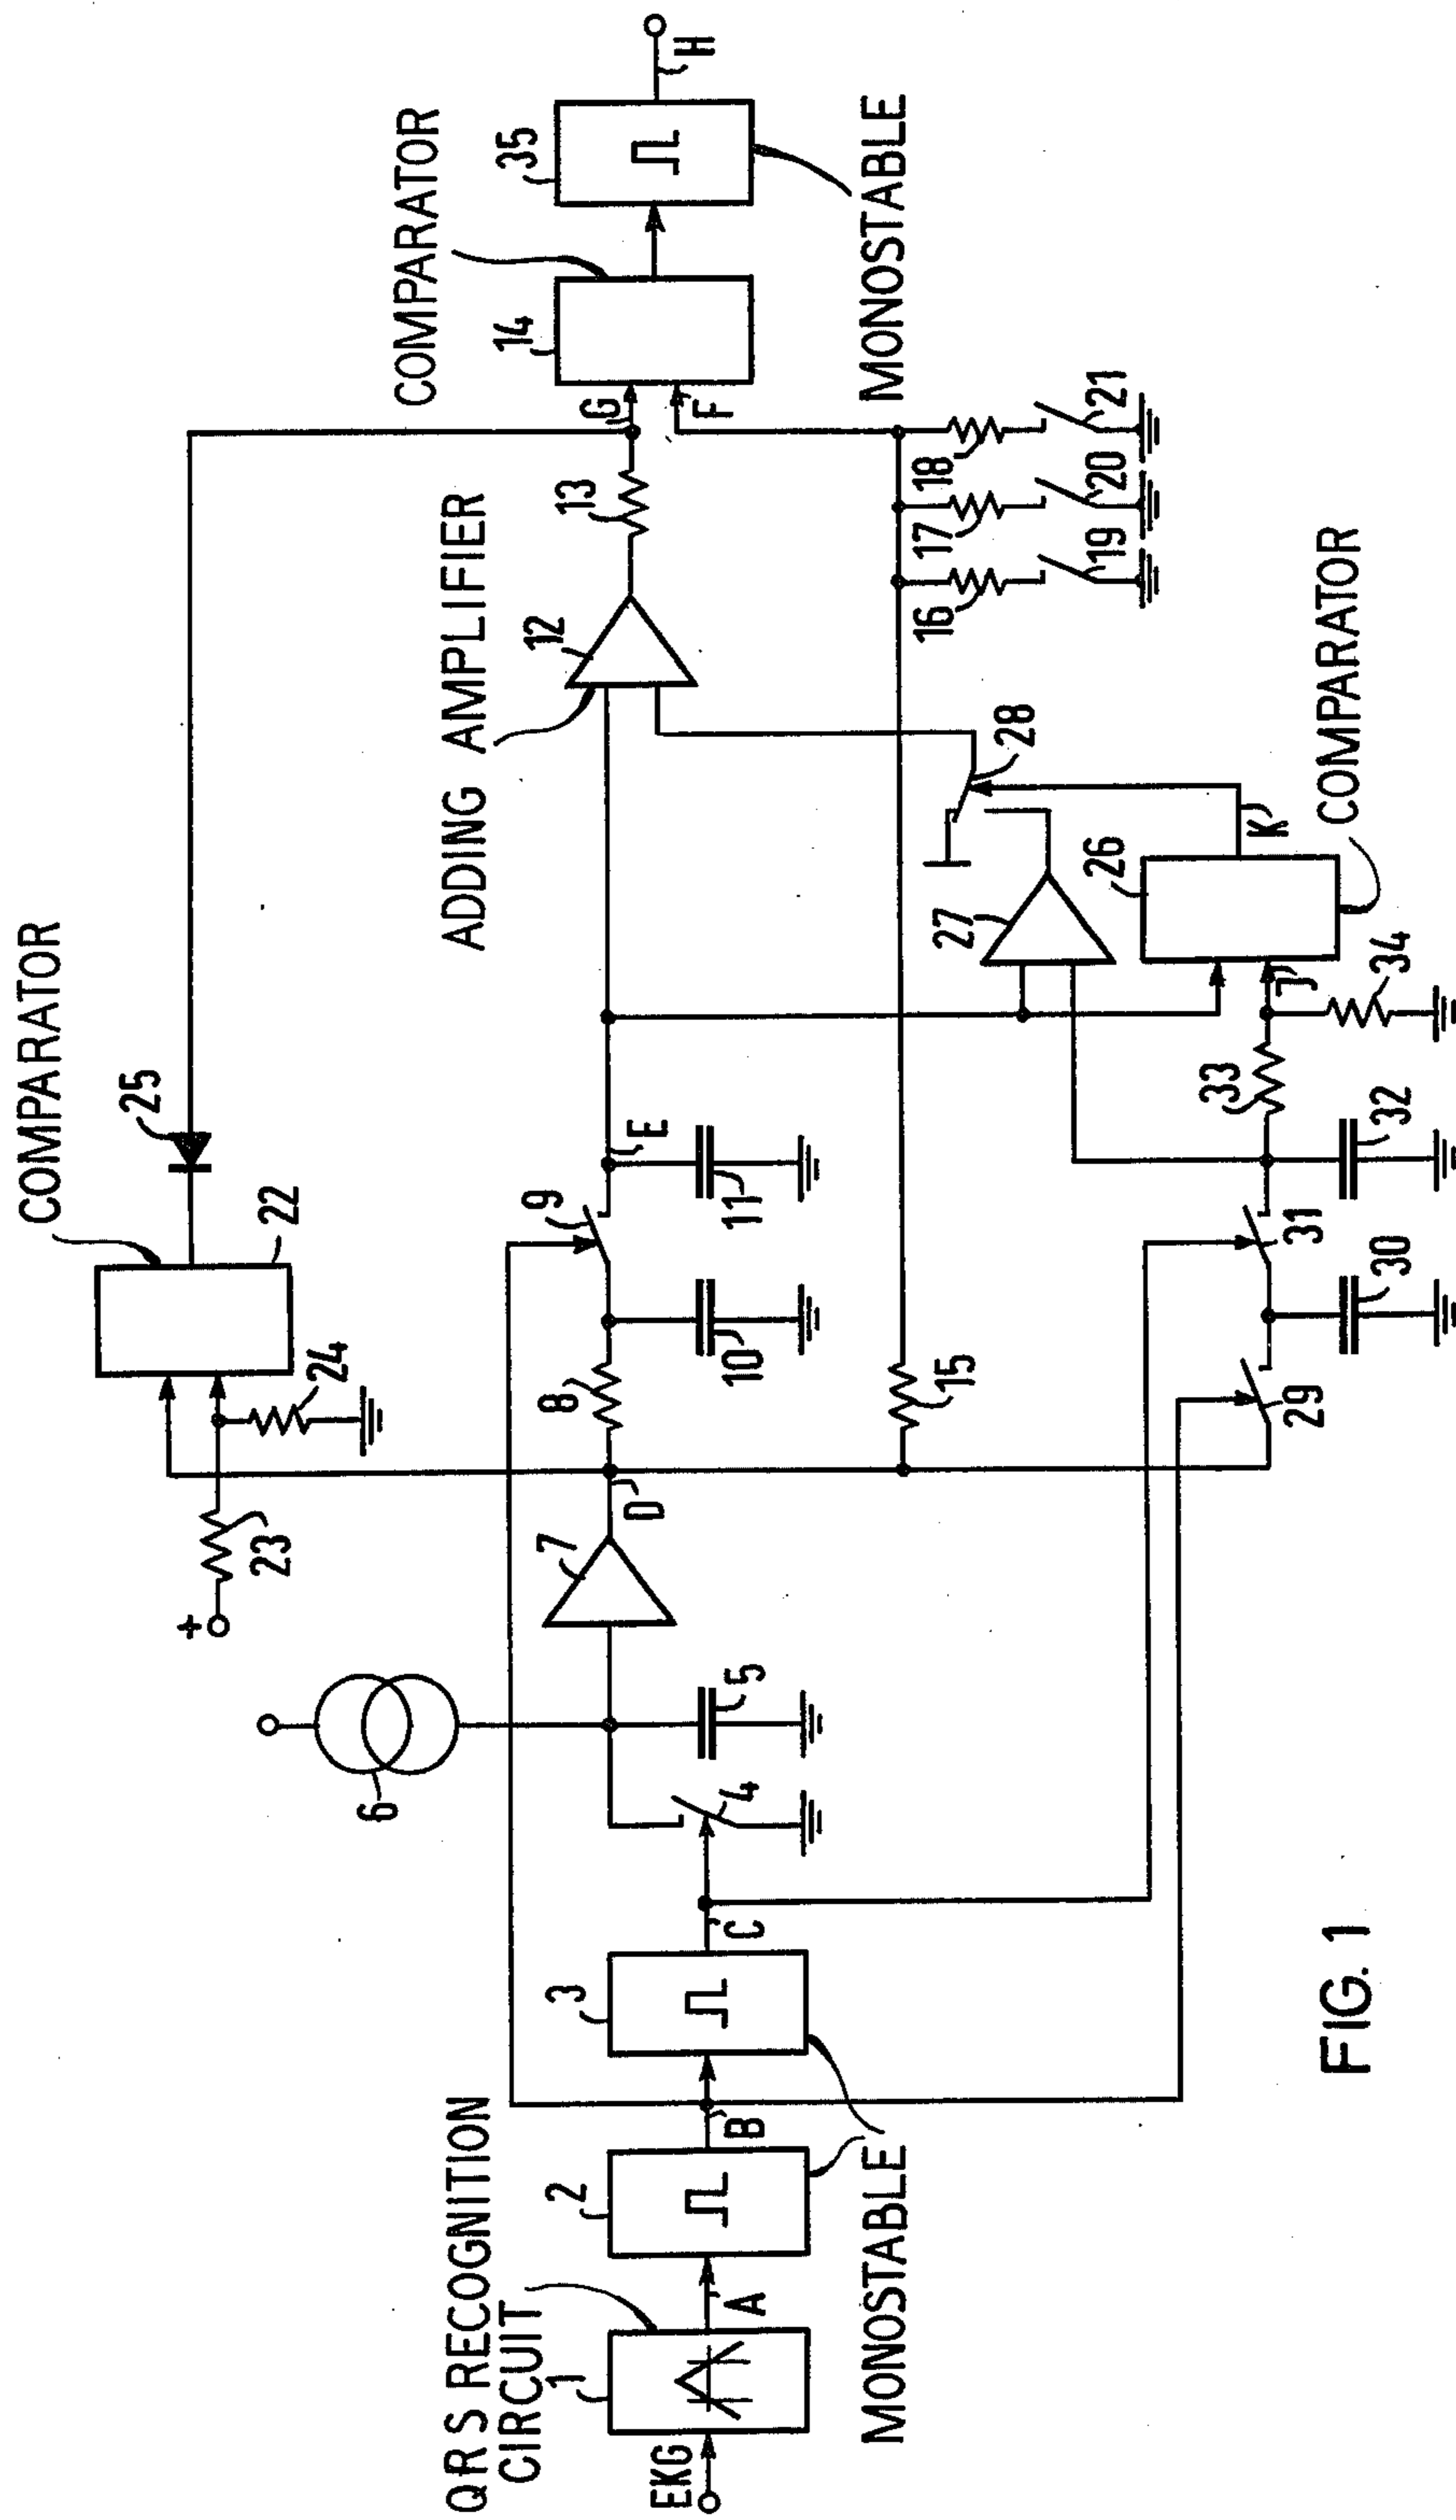 COMPARATOR
25
22
24
+
23
6
COMPARATOR
14
35
H
G
F
MONOSTABLE
ADDING AMPLIFIER
12
13
9
E
8
10
11
7
D
5
4
15
16
17
18
19
20
21
28
27
26
K
COMPARATOR
J
34
33
32
31
30
29
QRS RECOGNITION
CIRCUIT
1
2
3
EKG
A
B
C
MONOSTABLE
FIG. 1